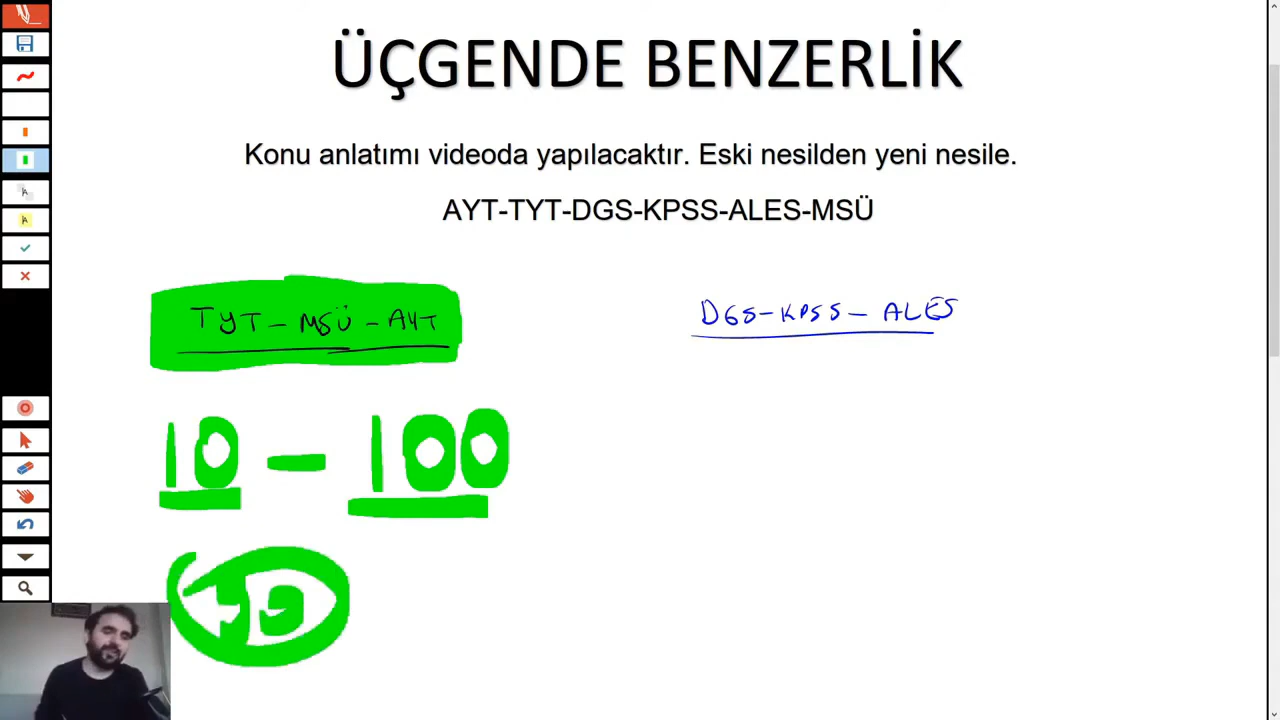 ÜÇGENDE BENZERLİK
Konu anlatımı videoda yapılacaktır. Eski nesilden yeni nesile.
AYT-TYT-DGS-KPSS-ALES-MSÜ
TYT-MSÜ-AYT
DGS-KPSS-ALES
10-100